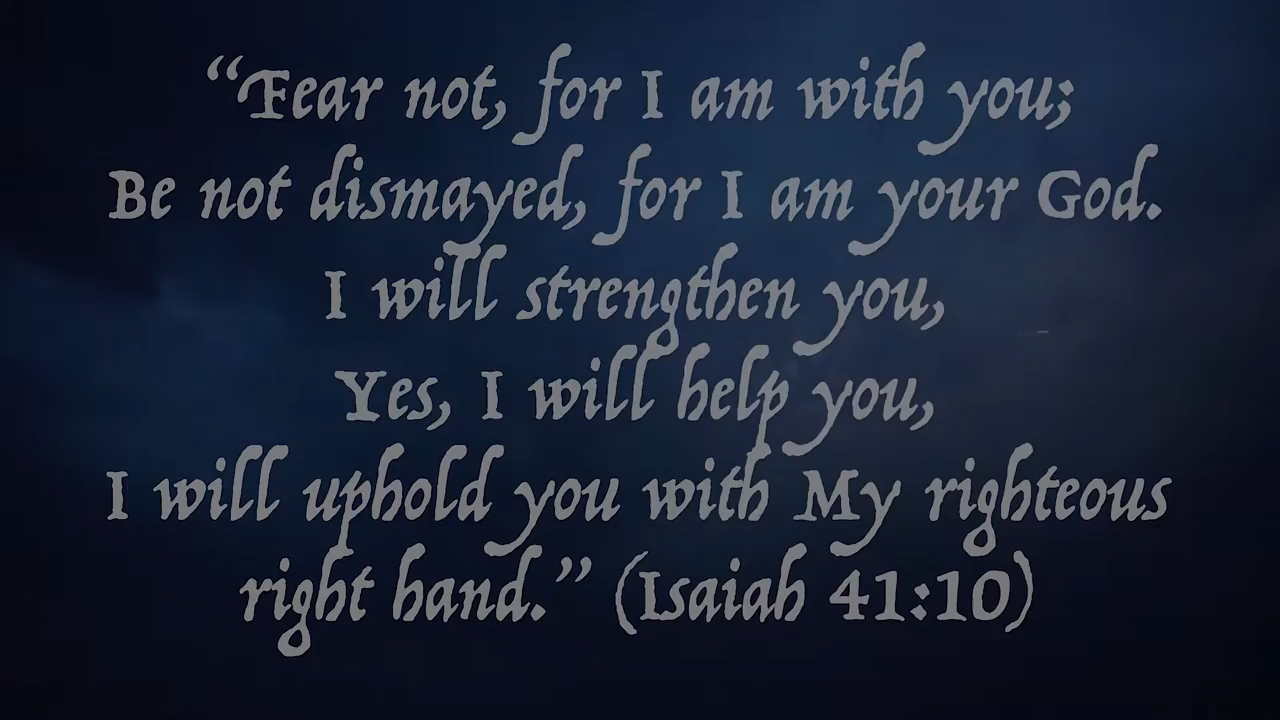 “Fear not, for I am with you;
Be not dismayed, for I am your God.
I will strengthen you,
Yes, I will help you,
I will uphold you with My righteous
right hand.” (Isaiah 41:10)